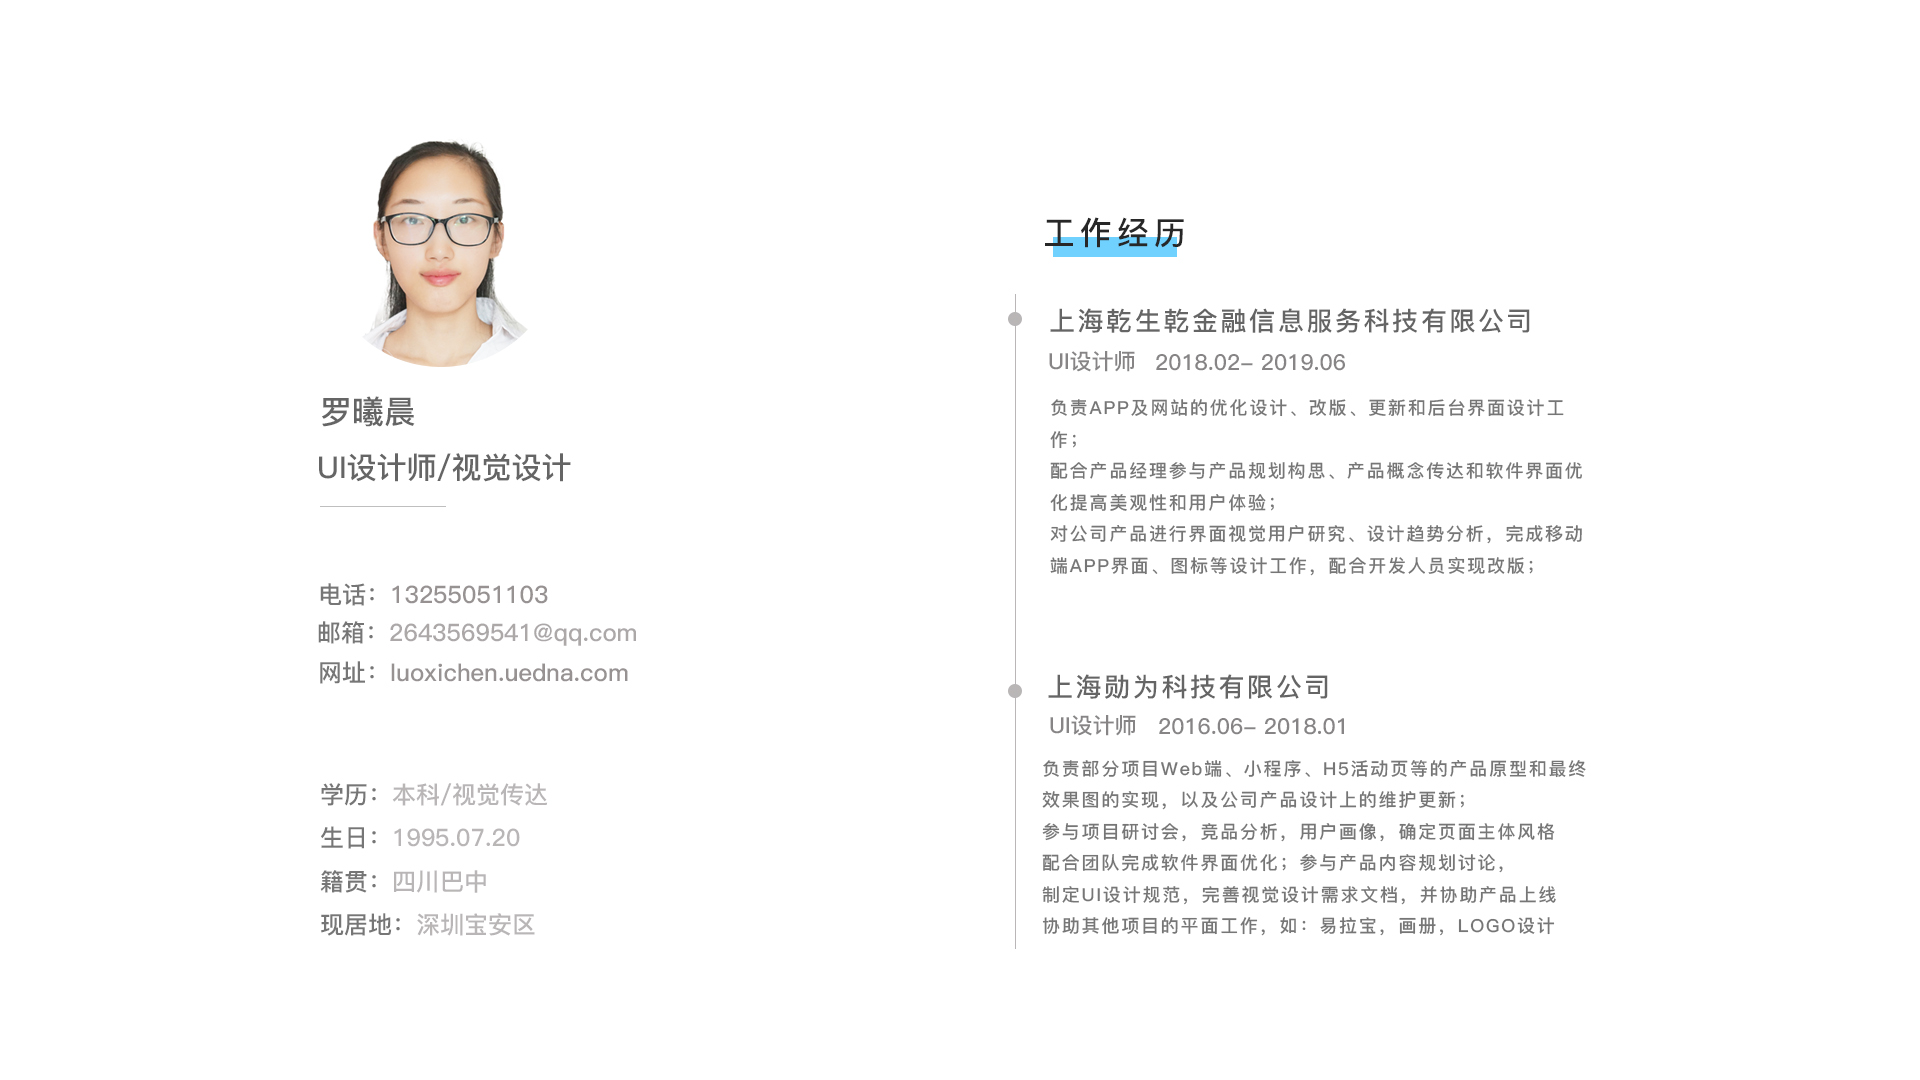 罗曦晨
UI设计师/视觉设计
电话：13255051103
邮箱：2643569541@qq.com
网址：luoxichen.uedna.com
学历：本科/视觉传达
生日：1995.07.20
籍贯：四川巴中
现居地：深圳宝安区
工作经历
上海乾生乾金融信息服务科技有限公司
UI设计师 2018.02- 2019.06
负责APP及网站的优化设计、改版、更新和后台界面设计工
作；
配合产品经理参与产品规划构思、产品概念传达和软件界面优
化提高美观性和用户体验；
对公司产品进行界面视觉用户研究、设计趋势分析，完成移动
端APP界面、图标等设计工作，配合开发人员实现改版；
上海勋为科技有限公司
UI设计师 2016.06- 2018.01
负责部分项目Web端、小程序、H5活动页等的产品原型和最终
效果图的实现，以及公司产品设计上的维护更新；
参与项目研讨会，竞品分析，用户画像，确定页面主体风格
配合团队完成软件界面优化；参与产品内容规划讨论，
制定UI设计规范，完善视觉设计需求文档，并协助产品上线
协助其他项目的平面工作，如：易拉宝，画册，LOGO设计